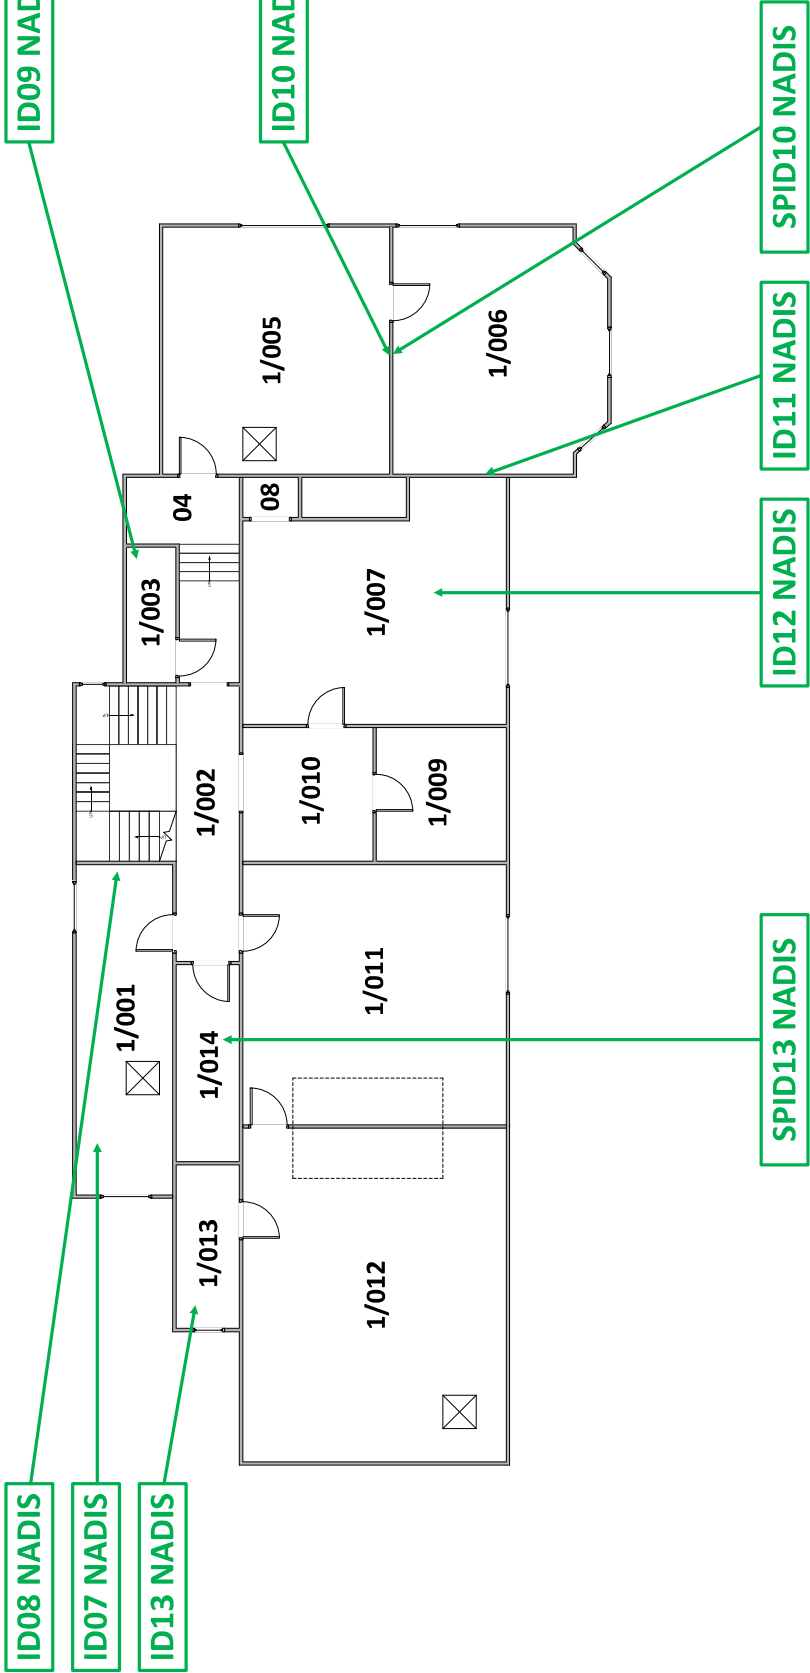 ID08 NADIS
ID09 NAD
ID07 NADIS
ID13 NADIS
ID10 NAD
1/001
1/003
04
1/013
1/014
1/002
08
1/005
1/010
1/012
1/011
1/007
1/009
1/006
SPID13 NADIS
ID12 NADIS
ID11 NADIS
SPID10 NADIS